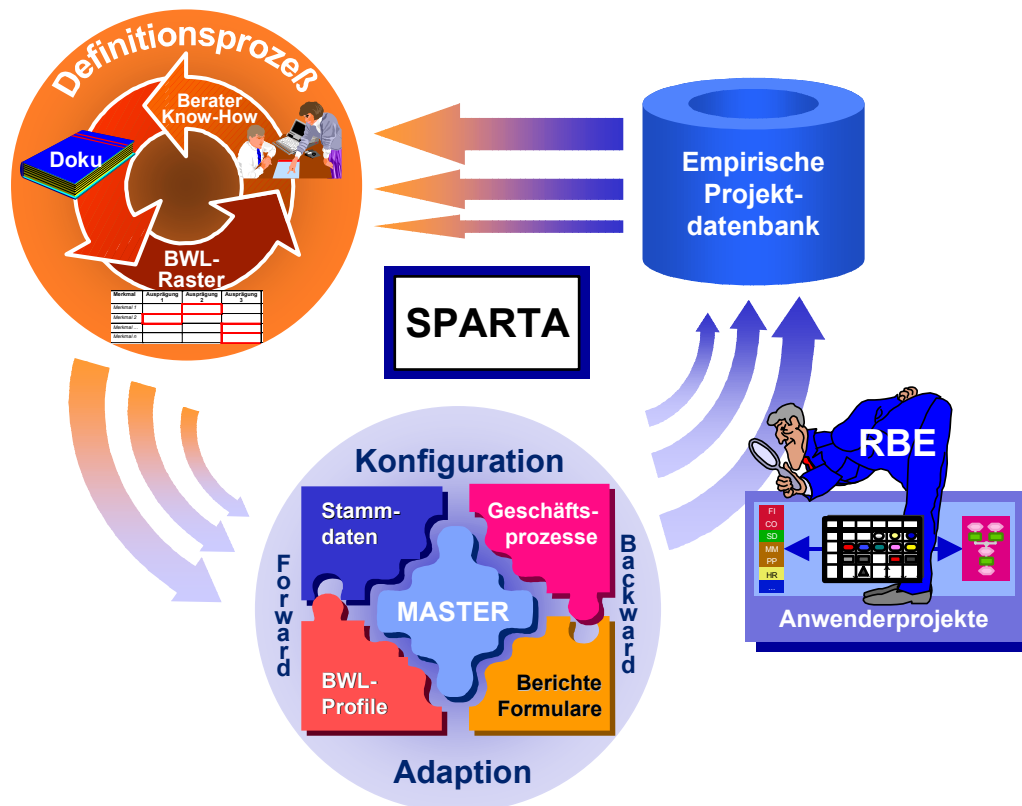 Definitionsprozeß
Berater
Know-How
Doku
BWL-
Raster
Merkmal Ausprägung 1 Ausprägung 2 Ausprägung 3
Merkmal 1
Merkmal 2
Merkmal ...
Merkmal n
Empirische
Projekt-
datenbank
SPARTA
RBE
FI
CO
SD
MM
PP
HR
...
Anwenderprojekte
Konfiguration
Stamm-
daten
Geschäfts-
prozesse
Forward
MASTER
Backward
BWL-
Profile
Berichte
Formulare
Adaption